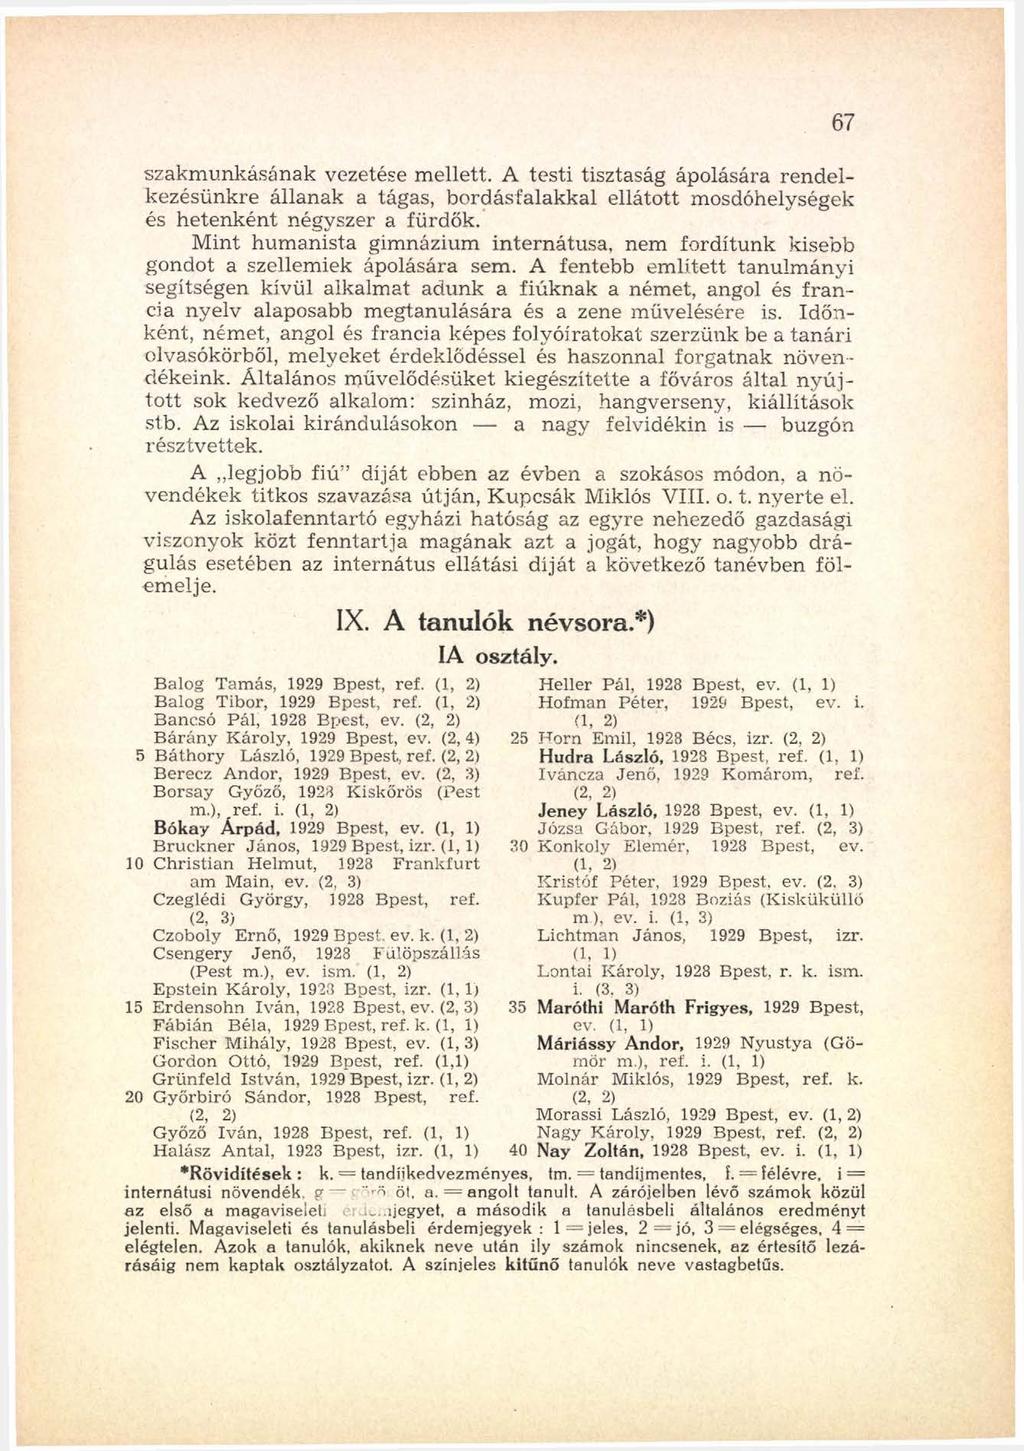 67
szakmunkásának vezetése mellett. A testi tisztaság ápolására rendel-
kezésünkre állanak a tágas, bordásfalakkal ellátott mosdóhelységek
és hetenként négyszer a fürdők.
Mint humanista gimnázium internátusa, nem fordítunk kisebb
gondot a szellemiek ápolására sem. A fentebb említett tanulmányi
segítségen kívül alkalmat adunk a fiúknak a német, angol és fran-
cia nyelv alaposabb megtanulására és a zene művelésére is. Időn-
ként, német, angol és francia képes folyóíratokat szerzünk be a tanári
olvasókörből, melyeket érdeklődéssel és haszonnal forgatnak növen-
dékeink. Általános művelődésüket kiegészítette a főváros által nyúj-
tott sok kedvező alkalom: szinház, mozi, hangverseny, kiállítások
stb. Az iskolai kirándulásokon — a nagy felvidékin is — buzgón
résztvettek.
A „legjobb fiú” díját ebben az évben a szokásos módon, a nö-
vendékek titkos szavazása útján, Kupcsák Miklós VIII. o. t. nyerte el.
Az iskolafenntartó egyházi hatóság az egyre nehezedő gazdasági
viszonyok közt fenntartja magának azt a jogát, hogy nagyobb drá-
gulás esetében az internátus ellátási díját a következő tanévben föl-
emelje.
IX. A tanulók névsora.*)
IA osztály.
Balog Tamás, 1929 Bpest, ref. (1, 2)
Balog Tibor, 1929 Bpest, ref. (1, 2)
Bancsó Pál, 1928 Bpest, ev. (2, 2)
Bárány Károly, 1929 Bpest, ev. (2, 4)
5 Báthory László, 1929 Bpest, ref. (2, 2)
Berecz Andor, 1929 Bpest, ev. (2, 3)
Borsay Győző, 1928 Kiskőrös (Pest
m.), ref. i. (1, 2)
Bókay Árpád, 1929 Bpest, ev. (1, 1)
Bruckner János, 1929 Bpest, izr. (1, 1)
10 Christian Helmut, 1928 Frankfurt
am Main, ev. (2, 3)
Czeglédi György, 1928 Bpest, ref.
(2, 3)
Czoboly Ernő, 1929 Bpest. ev. k. (1, 2)
Csengery Jenő, 1928 Fülöpszállás
(Pest m.), ev. ism. (1, 2)
Epstein Károly, 1928 Bpest, izr. (1, 1)
15 Erdensohn Iván, 1928 Bpest, ev. (2, 3)
Fábián Béla, 1929 Bpest, ref. k. (1, 1)
Fischer Mihály, 1928 Bpest, ev. (1, 3)
Gordon Ottó, 1929 Bpest, ref. (1,1)
Grünfeld István, 1929 Bpest, izr. (1, 2)
20 Győrbiró Sándor, 1928 Bpest, ref.
(2, 2)
Győző Iván, 1928 Bpest, ref. (1, 1)
Halász Antal, 1928 Bpest, izr. (1, 1)
Heller Pál, 1928 Bpest, ev. (1, 1)
Hofman Péter, 1929 Bpest, ev. i.
(1, 2)
25 Horn Emil, 1928 Bécs, izr. (2, 2)
Hudra László, 1928 Bpest, ref. (1, 1)
Iváncza Jenő, 1929 Komárom, ref.
(2, 2)
Jeney László, 1928 Bpest, ev. (1, 1)
Józsa Gábor, 1929 Bpest, ref. (2, 3)
30 Konkoly Elemér, 1928 Bpest, ev.
(1, 2)
Kristóf Péter, 1929 Bpest, ev. (2, 3)
Kupfer Pál, 1928 Boziás (Kisküküllő
m.), ev. i. (1, 3)
Lichtman János, 1929 Bpest, izr.
(1, 1)
Lontai Károly, 1928 Bpest, r. k. ism.
i. (3, 3)
35 Maróthi Maróth Frigyes, 1929 Bpest,
ev. (1, 1)
Máriássy Andor, 1929 Nyustya (Gö-
mör m.), ref. i. (1, 1)
Molnár Miklós, 1929 Bpest, ref. k.
(2, 2)
Morassi László, 1929 Bpest, ev. (1, 2)
Nagy Károly, 1929 Bpest, ref. (2, 2)
40 Nay Zoltán, 1928 Bpest, ev. i. (1, 1)
*Rövidítések: k. = tandíjkedvezményes, tm. = tandíjmentes, f. = félévre, i =
internátusi növendék, g = öt, a. = angolt tanult. A zárójelben lévő számok közül
az első a magaviseleti érdemjegyet, a második a tanulásbeli általános eredményt
jelenti. Magaviseleti és tanulásbeli érdemjegyek : 1 = jeles, 2 = jó, 3 = elégséges, 4 =
elégtelen. Azok a tanulók, akiknek neve után ily számok nincsenek, az értesítő lezá-
rásáig nem kaptak osztályzatot. A színjeles kitűnő tanulók neve vastagbetűs.